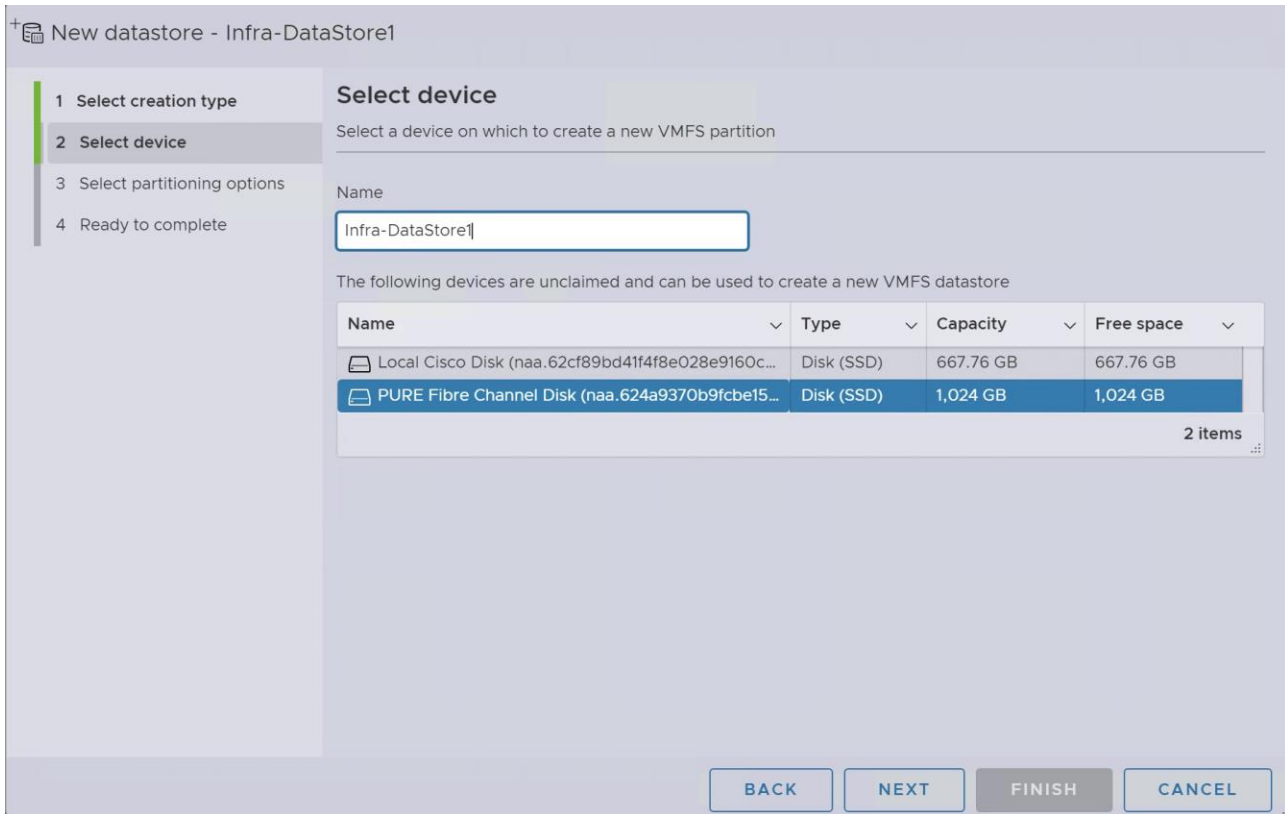 New datastore - Infra-DataStore1
1 Select creation type
2 Select device
3 Select partitioning options
4 Ready to complete
Select device
Select a device on which to create a new VMFS partition
Name
Infra-DataStore1
The following devices are unclaimed and can be used to create a new VMFS datastore
Name Type Capacity Free space
Local Cisco Disk (naa.62cf89bd41f4f8e028e9160c... Disk (SSD) 667.76 GB 667.76 GB
PURE Fibre Channel Disk (naa.624a9370b9fcbe15... Disk (SSD) 1,024 GB 1,024 GB
2 items
BACK NEXT FINISH CANCEL